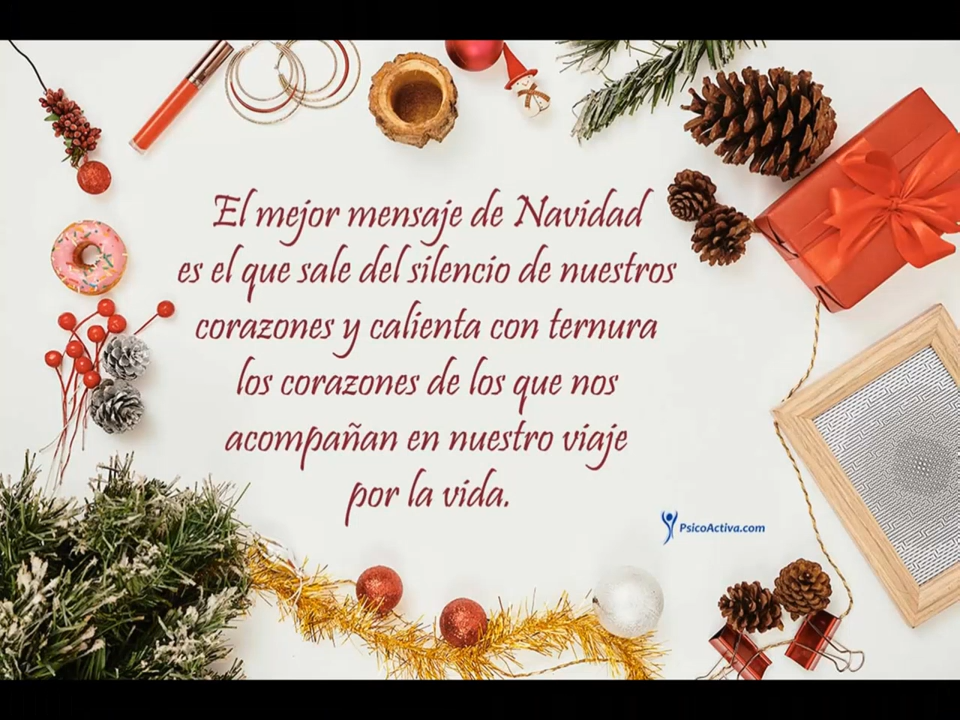 El mejor mensaje de Navidad
es el que sale del silencio de nuestros
corazones y calienta con ternura
los corazones de los que nos
acompañan en nuestro viaje
por la vida.
PsicoActiva.com